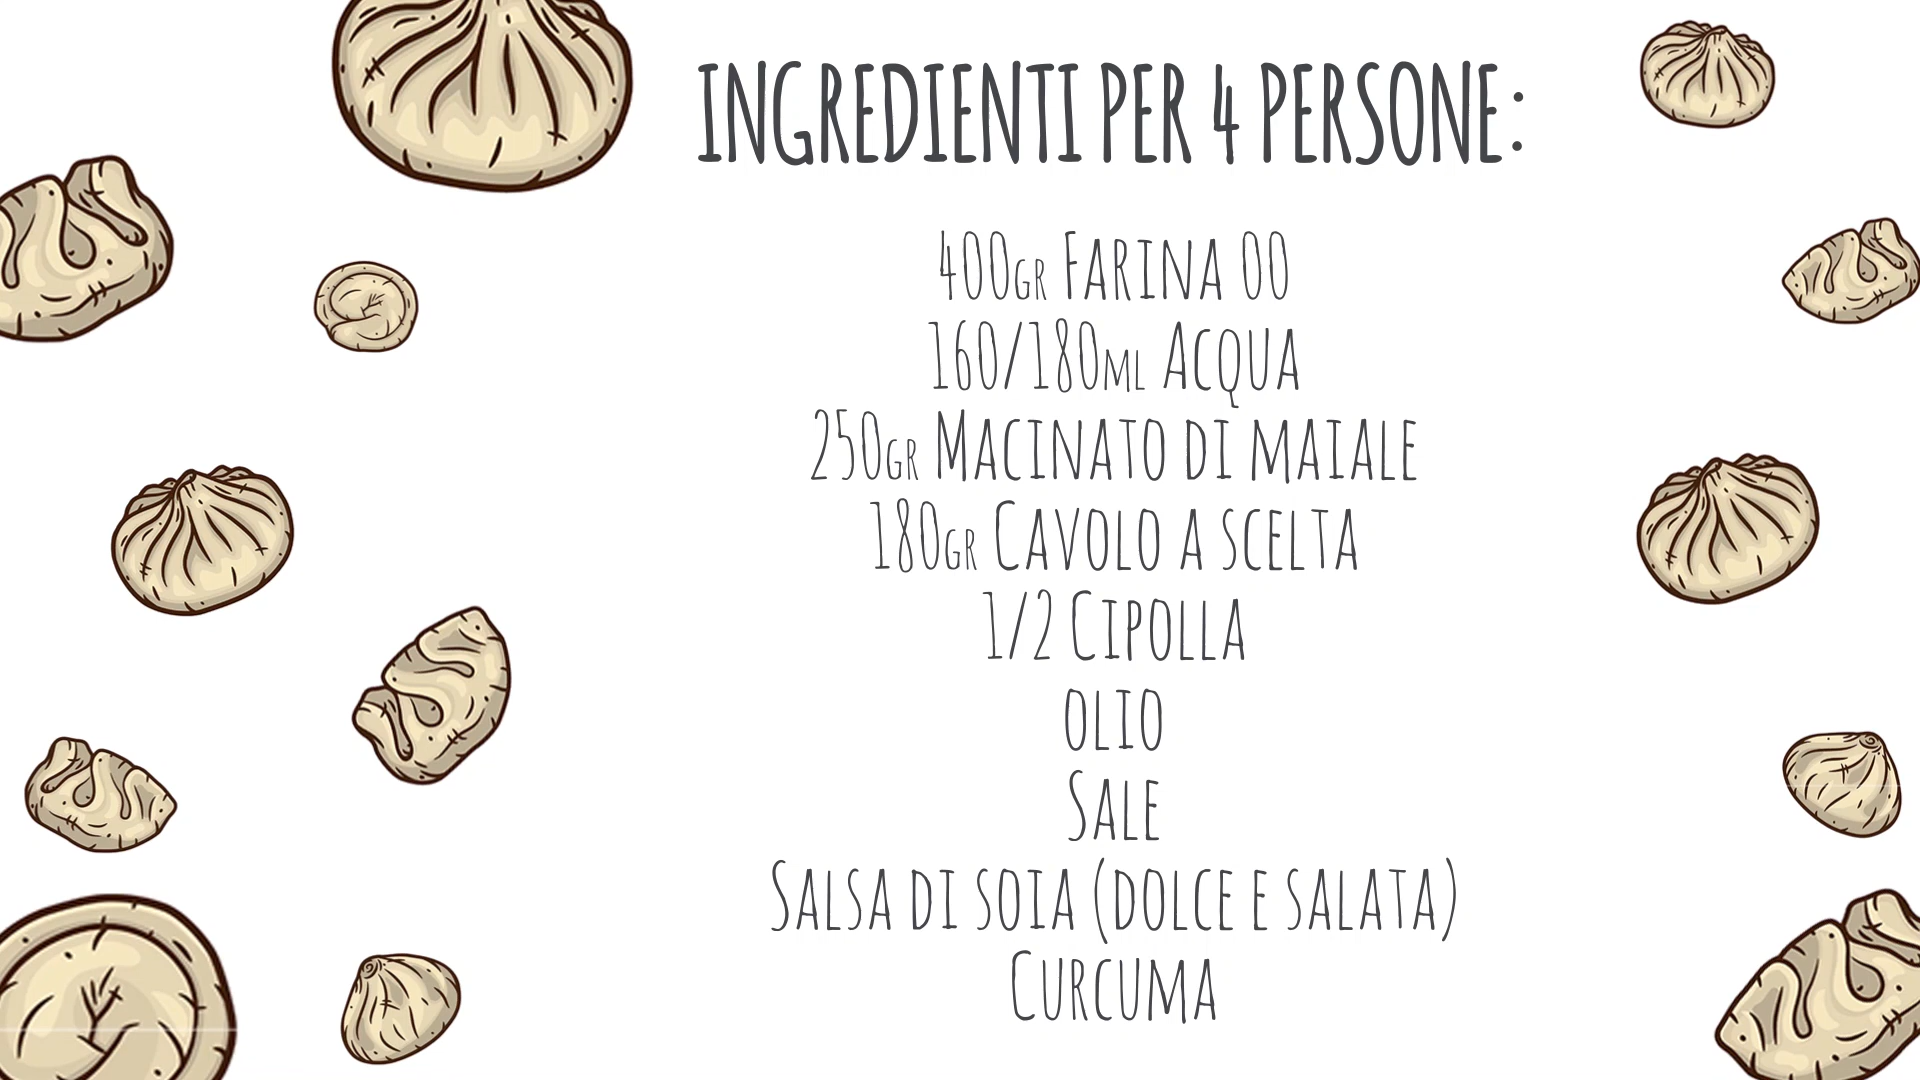 INGREDIENTI PER 4 PERSONE:
400GR FARINA 00
160/180ML ACQUA
250GR MACINATO DI MAIALE
180GR CAVOLO A SCELTA
1/2 CIPOLLA
OLIO
SALE
SALSA DI SOIA (DOLCE E SALATA)
CURCUMA